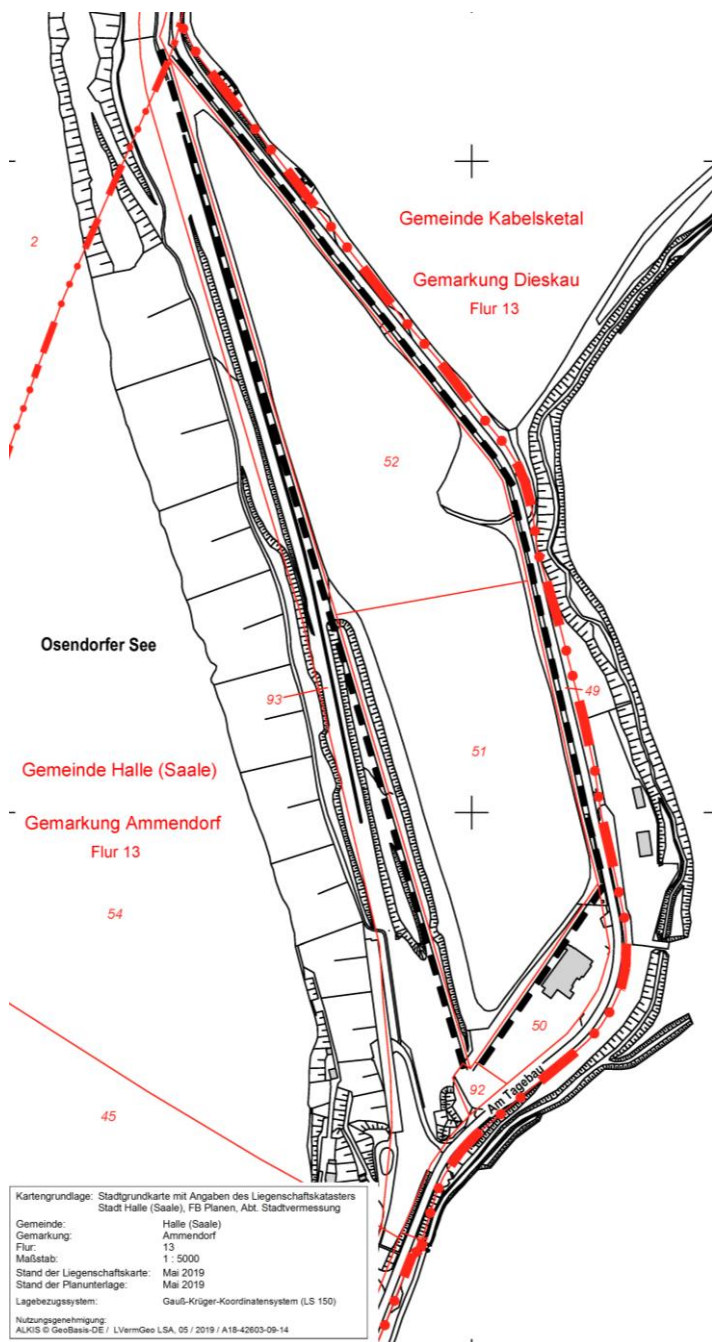 Gemeinde Kabelsketal
2
Gemarkung Dieskau
Flur 13
52
Osendorfer See
93
49
51
Gemeinde Halle (Saale)
Gemarkung Ammendorf
Flur 13
54
50
92
Am Tagebau
45
Kartengrundlage: Stadtgrundkarte mit Angaben des Liegenschaftskatasters
Stadt Halle (Saale), FB Planen, Abt. Stadtvermessung
Gemeinde: Halle (Saale)
Gemarkung: Ammendorf
Flur: 13
Maßstab: 1 : 5000
Stand der Liegenschaftskarte: Mai 2019
Stand der Planunterlage: Mai 2019
Lagebezugssystem: Gauß-Krüger-Koordinatensystem (LS 150)
Nutzungsgenehmigung:
ALKIS © GeoBasis-DE / LVermGeo LSA, 05 / 2019 / A18-42603-09-14